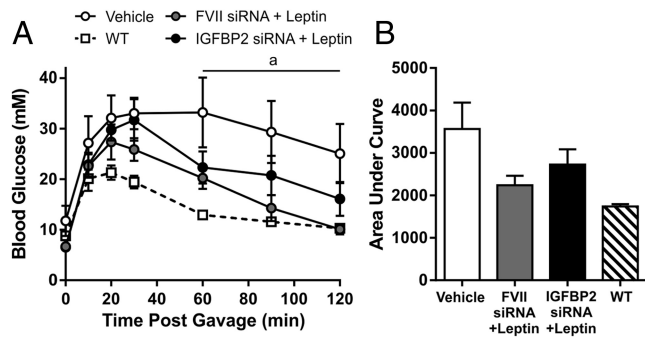 A
Vehicle
WT
FVII siRNA + Leptin
IGFBP2 siRNA + Leptin
a
Blood Glucose (mM)
40
30
20
10
0
0 20 40 60 80 100 120
Time Post Gavage (min)
B
Area Under Curve
5000
4000
3000
2000
1000
0
Vehicle
FVII
siRNA
+Leptin
IGFBP2
siRNA
+Leptin
WT